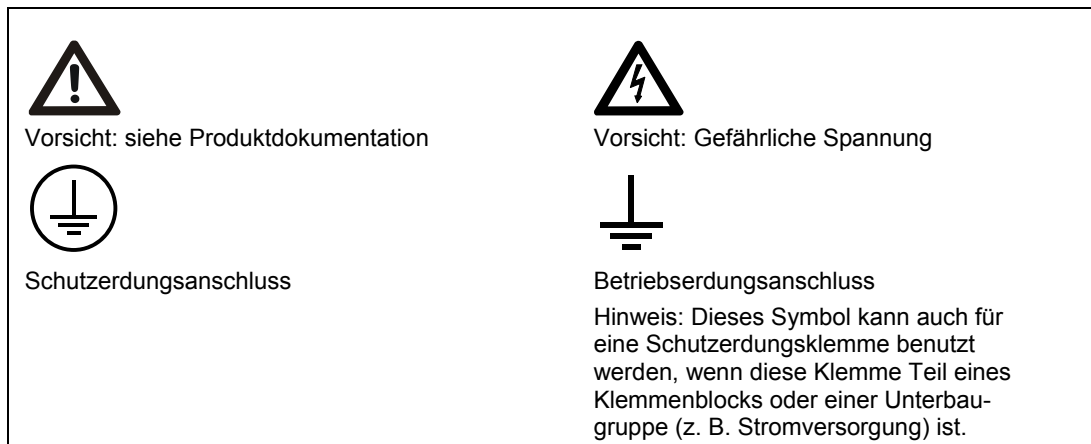 Vorsicht: siehe Produktdokumentation
Vorsicht: Gefährliche Spannung
Schutzerdungsanschluss
Betriebserdungsanschluss
Hinweis: Dieses Symbol kann auch für
eine Schutzerdungsklemme benutzt
werden, wenn diese Klemme Teil eines
Klemmenblocks oder einer Unterbau-
gruppe (z. B. Stromversorgung) ist.